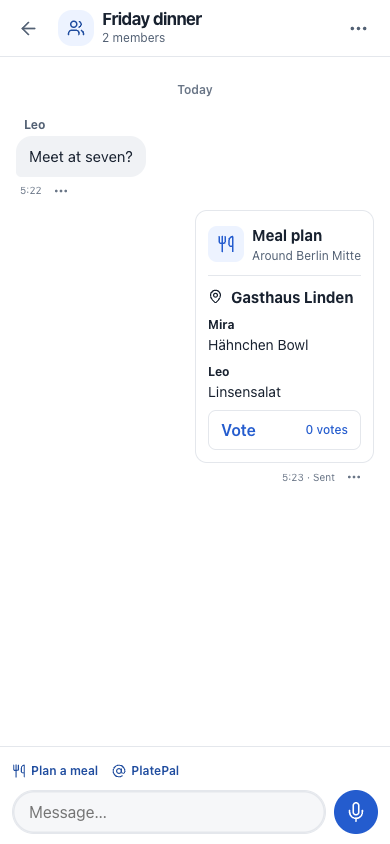 Friday dinner
2 members
Today
Leo
Meet at seven?
5:22
Meal plan
Around Berlin Mitte
Gasthaus Linden
Mira
Hähnchen Bowl
Leo
Linsensalat
Vote 0 votes
5:23 · Sent
Plan a meal PlatePal
Message...